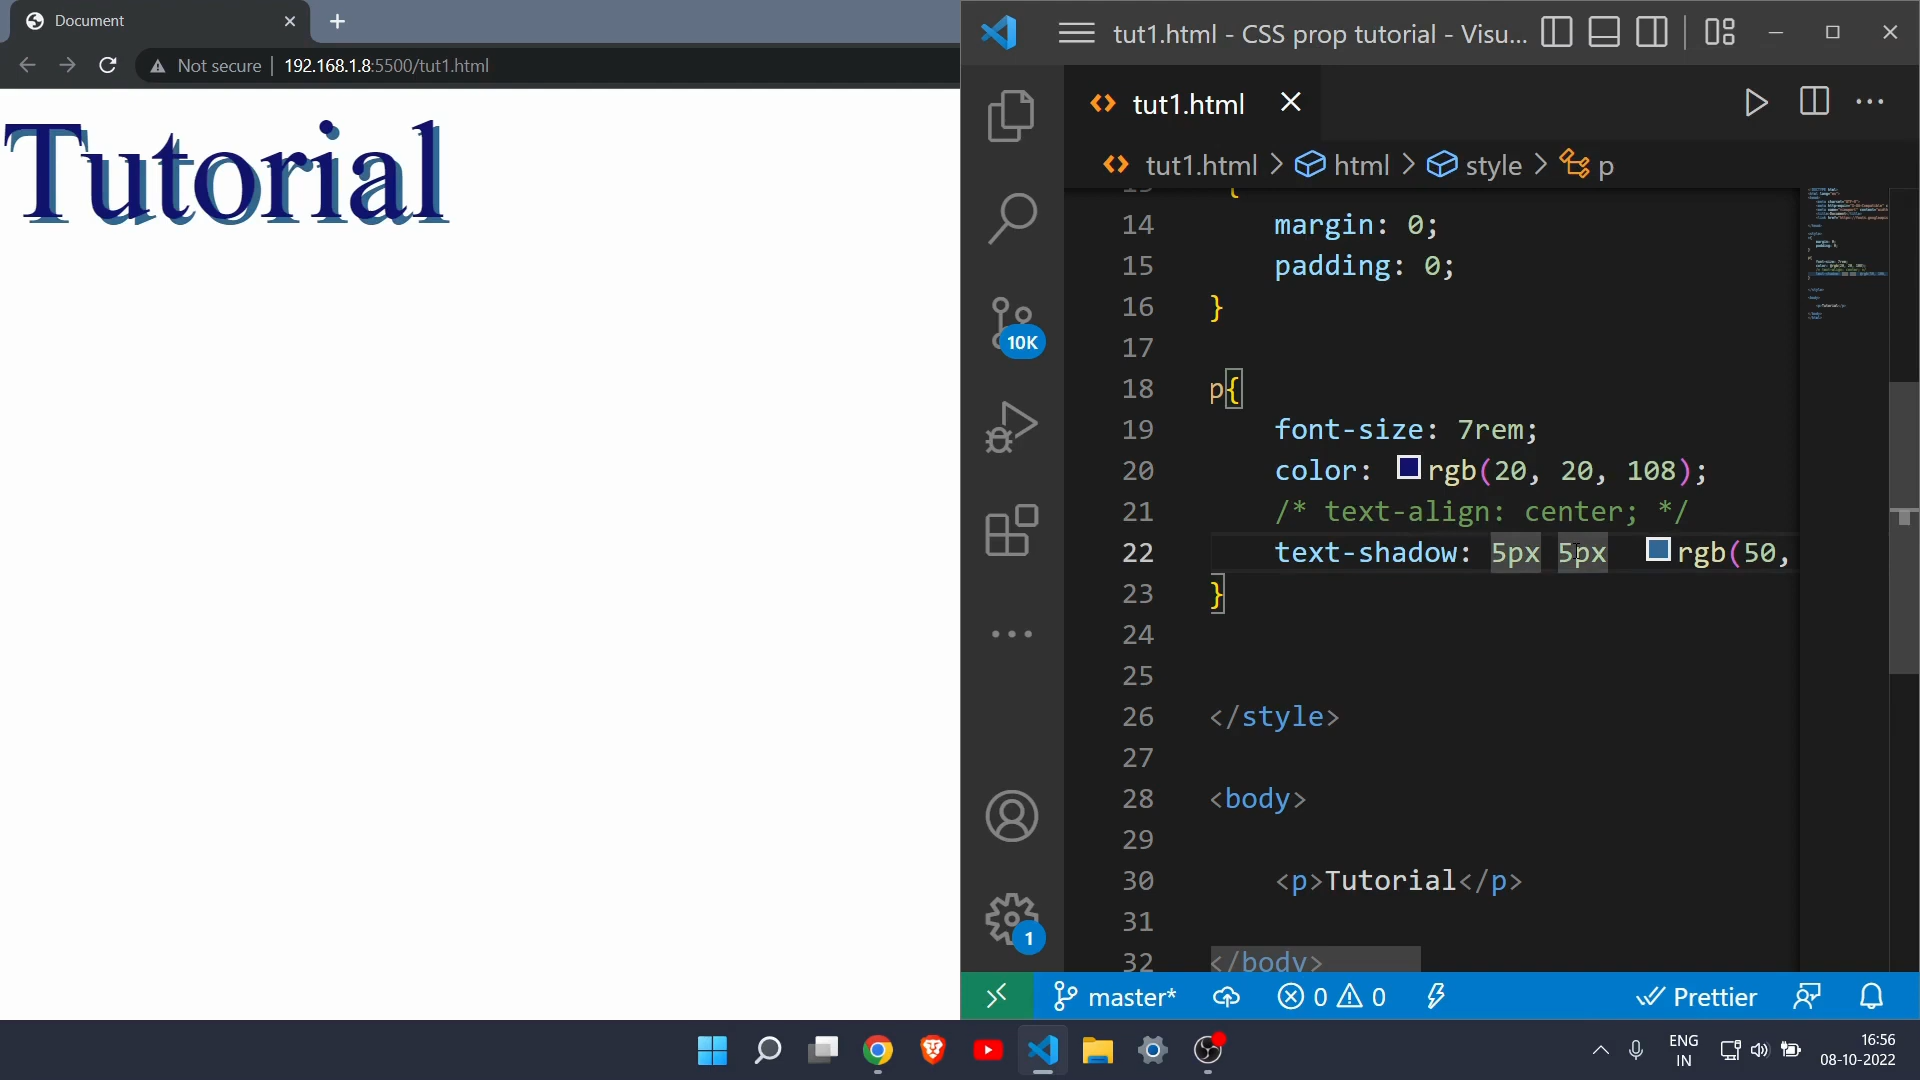 Document
Not secure 192.168.1.8:5500/tut1.html
Tutorial
tut1.html - CSS prop tutorial - Visu...
tut1.html
tut1.html > html > style > p
13 {
14 margin: 0;
15 padding: 0;
16 }
17
18 p{
19 font-size: 7rem;
20 color: rgb(20, 20, 108);
21 /* text-align: center; */
22 text-shadow: 5px 5px rgb(50,
23 }
24
25
26 </style>
27
28 <body>
29
30 <p>Tutorial</p>
31
32 </body>
10K
1
master* 0 0 Prettier
ENG
IN
16:56
08-10-2022